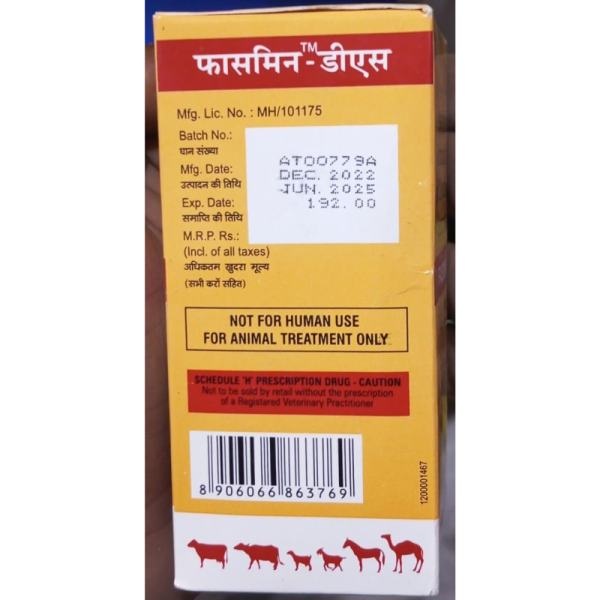 फासमिन™-डीएस
Mfg. Lic. No. : MH/101175
Batch No.:
घान संख्या
AT00779A
Mfg. Date:
DEC. 2022
उत्पादन की तिथि
Exp. Date:
JUN. 2025
समाप्ति की तिथि
M.R.P. Rs.:
192.00
(Incl. of all taxes)
अधिकतम खुदरा मूल्य
(सभी करों सहित)
NOT FOR HUMAN USE
FOR ANIMAL TREATMENT ONLY
SCHEDULE 'H' PRESCRIPTION DRUG - CAUTION
Not to be sold by retail without the prescription
of a Registared Veterinary Practitioner
8 906066 863769
1200001467